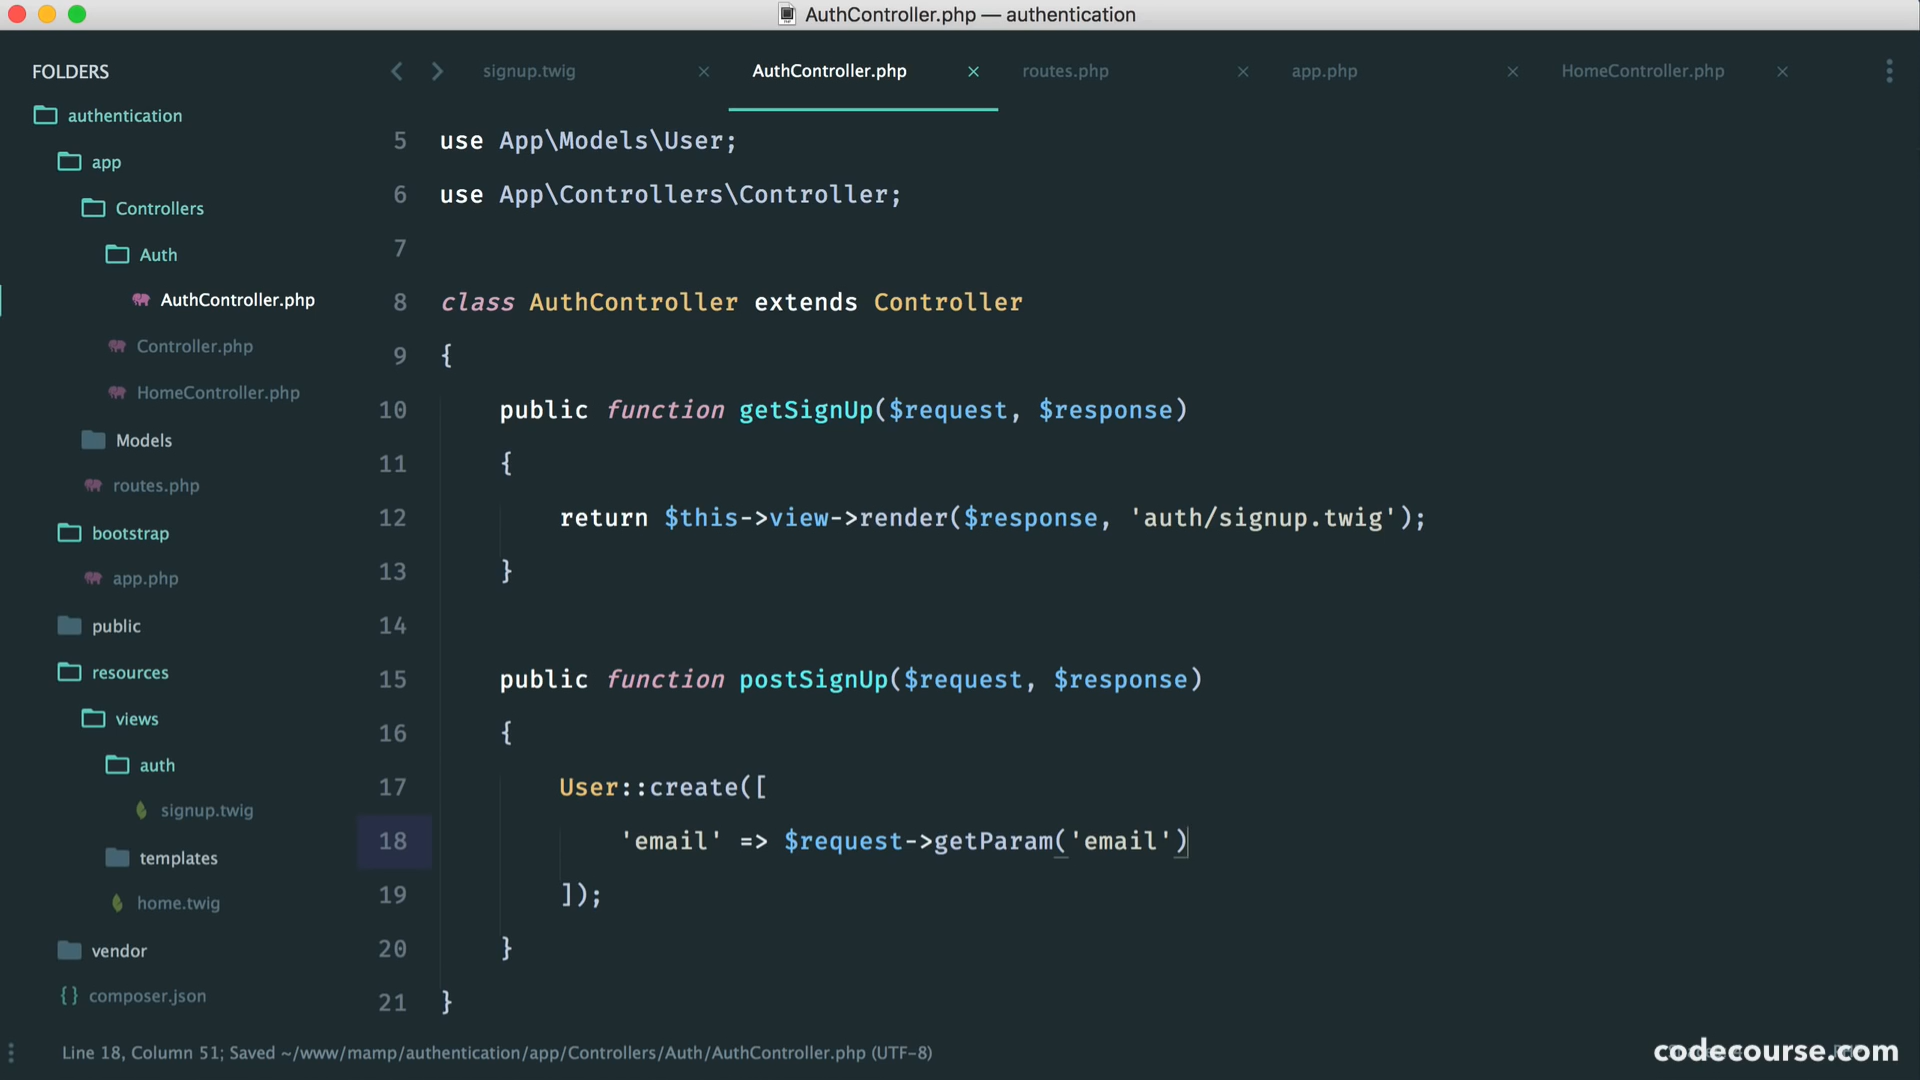 AuthController.php — authentication
FOLDERS
authentication
app
Controllers
Auth
AuthController.php
Controller.php
HomeController.php
Models
routes.php
bootstrap
app.php
public
resources
views
auth
signup.twig
templates
home.twig
vendor
{} composer.json
signup.twig × AuthController.php × routes.php × app.php × HomeController.php ×
5 use App\Models\User;
6 use App\Controllers\Controller;
7
8 class AuthController extends Controller
9 {
10 public function getSignUp($request, $response)
11 {
12 return $this->view->render($response, 'auth/signup.twig');
13 }
14
15 public function postSignUp($request, $response)
16 {
17 User::create([
18 'email' => $request->getParam('email')
19 ]);
20 }
21 }
Line 18, Column 51; Saved ~/www/mamp/authentication/app/Controllers/Auth/AuthController.php (UTF-8)
codecourse.com